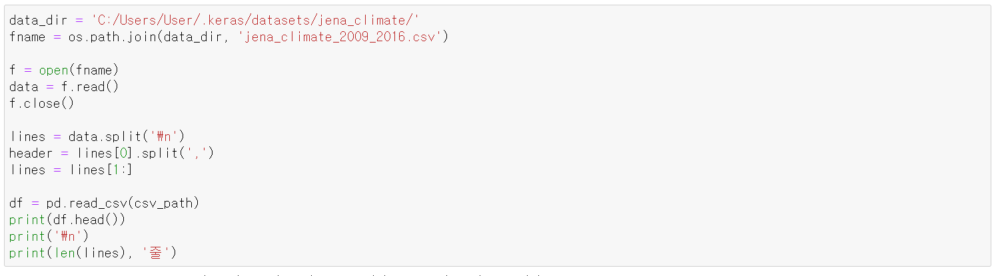 data_dir = 'C:/Users/User/.keras/datasets/jena_climate/'
fname = os.path.join(data_dir, 'jena_climate_2009_2016.csv')
f = open(fname)
data = f.read()
f.close()
lines = data.split('₩n')
header = lines[0].split(',')
lines = lines[1:]
df = pd.read_csv(csv_path)
print(df.head())
print('₩n')
print(len(lines), '줄')